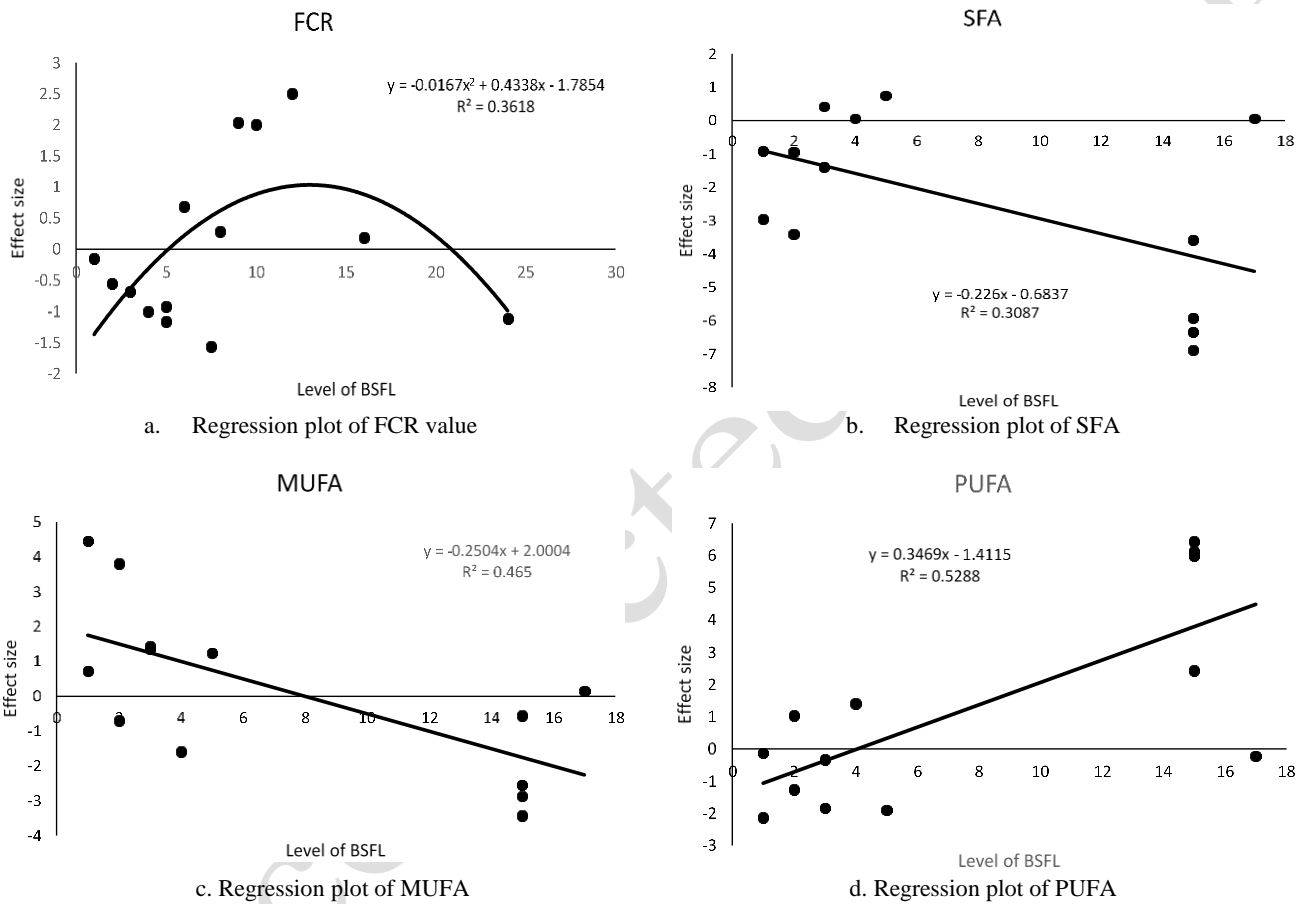 FCR
3
2.5
2
1.5
1
0.5
0
-0.5
-1
-1.5
-2
0 5 10 15 20 25 30
Effect size
y = -0.0167x² + 0.4338x - 1.7854
R² = 0.3618
Level of BSFL
a. Regression plot of FCR value
SFA
2
1
0
-1
-2
-3
-4
-5
-6
-7
-8
0 2 4 6 8 10 12 14 16 18
Effect size
y = -0.226x - 0.6837
R² = 0.3087
Level of BSFL
b. Regression plot of SFA
MUFA
5
4
3
2
1
0
-1
-2
-3
-4
0 2 4 6 8 10 12 14 16 18
Effect size
y = -0.2504x + 2.0004
R² = 0.465
Level of BSFL
c. Regression plot of MUFA
PUFA
7
6
5
4
3
2
1
0
-1
-2
-3
0 2 4 6 8 10 12 14 16 18
Effect size
y = 0.3469x - 1.4115
R² = 0.5288
Level of BSFL
d. Regression plot of PUFA